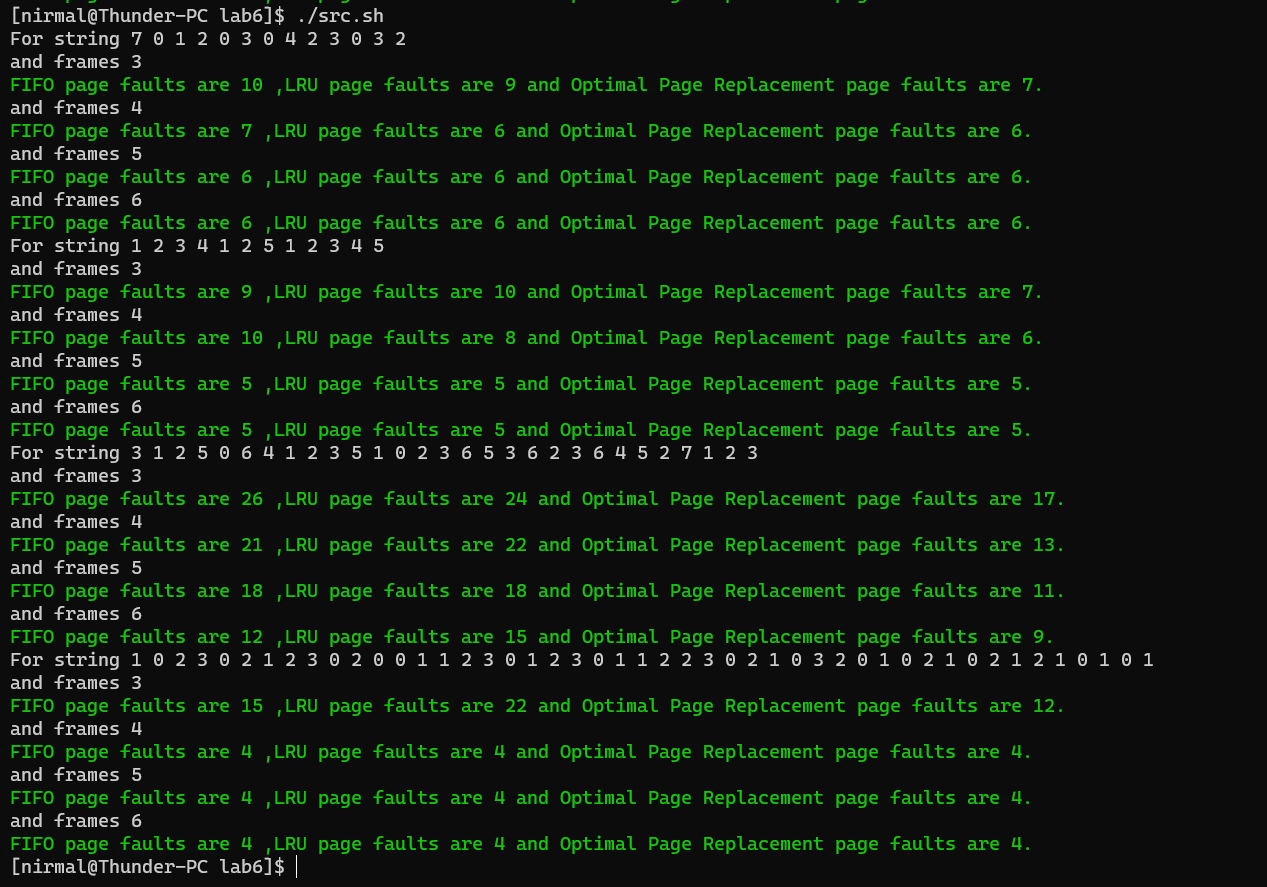 [nirmal@Thunder-PC lab6]$ ./src.sh
For string 7 0 1 2 0 3 0 4 2 3 0 3 2
and frames 3
FIFO page faults are 10 ,LRU page faults are 9 and Optimal Page Replacement page faults are 7.
and frames 4
FIFO page faults are 7 ,LRU page faults are 6 and Optimal Page Replacement page faults are 6.
and frames 5
FIFO page faults are 6 ,LRU page faults are 6 and Optimal Page Replacement page faults are 6.
and frames 6
FIFO page faults are 6 ,LRU page faults are 6 and Optimal Page Replacement page faults are 6.
For string 1 2 3 4 1 2 5 1 2 3 4 5
and frames 3
FIFO page faults are 9 ,LRU page faults are 10 and Optimal Page Replacement page faults are 7.
and frames 4
FIFO page faults are 10 ,LRU page faults are 8 and Optimal Page Replacement page faults are 6.
and frames 5
FIFO page faults are 5 ,LRU page faults are 5 and Optimal Page Replacement page faults are 5.
and frames 6
FIFO page faults are 5 ,LRU page faults are 5 and Optimal Page Replacement page faults are 5.
For string 3 1 2 5 0 6 4 1 2 3 5 1 0 2 3 6 5 3 6 2 3 6 4 5 2 7 1 2 3
and frames 3
FIFO page faults are 26 ,LRU page faults are 24 and Optimal Page Replacement page faults are 17.
and frames 4
FIFO page faults are 21 ,LRU page faults are 22 and Optimal Page Replacement page faults are 13.
and frames 5
FIFO page faults are 18 ,LRU page faults are 18 and Optimal Page Replacement page faults are 11.
and frames 6
FIFO page faults are 12 ,LRU page faults are 15 and Optimal Page Replacement page faults are 9.
For string 1 0 2 3 0 2 1 2 3 0 2 0 0 1 1 2 3 0 1 2 3 0 1 1 2 2 3 0 2 1 0 3 2 0 1 0 2 1 0 2 1 2 1 0 1 0 1
and frames 3
FIFO page faults are 15 ,LRU page faults are 22 and Optimal Page Replacement page faults are 12.
and frames 4
FIFO page faults are 4 ,LRU page faults are 4 and Optimal Page Replacement page faults are 4.
and frames 5
FIFO page faults are 4 ,LRU page faults are 4 and Optimal Page Replacement page faults are 4.
and frames 6
FIFO page faults are 4 ,LRU page faults are 4 and Optimal Page Replacement page faults are 4.
[nirmal@Thunder-PC lab6]$